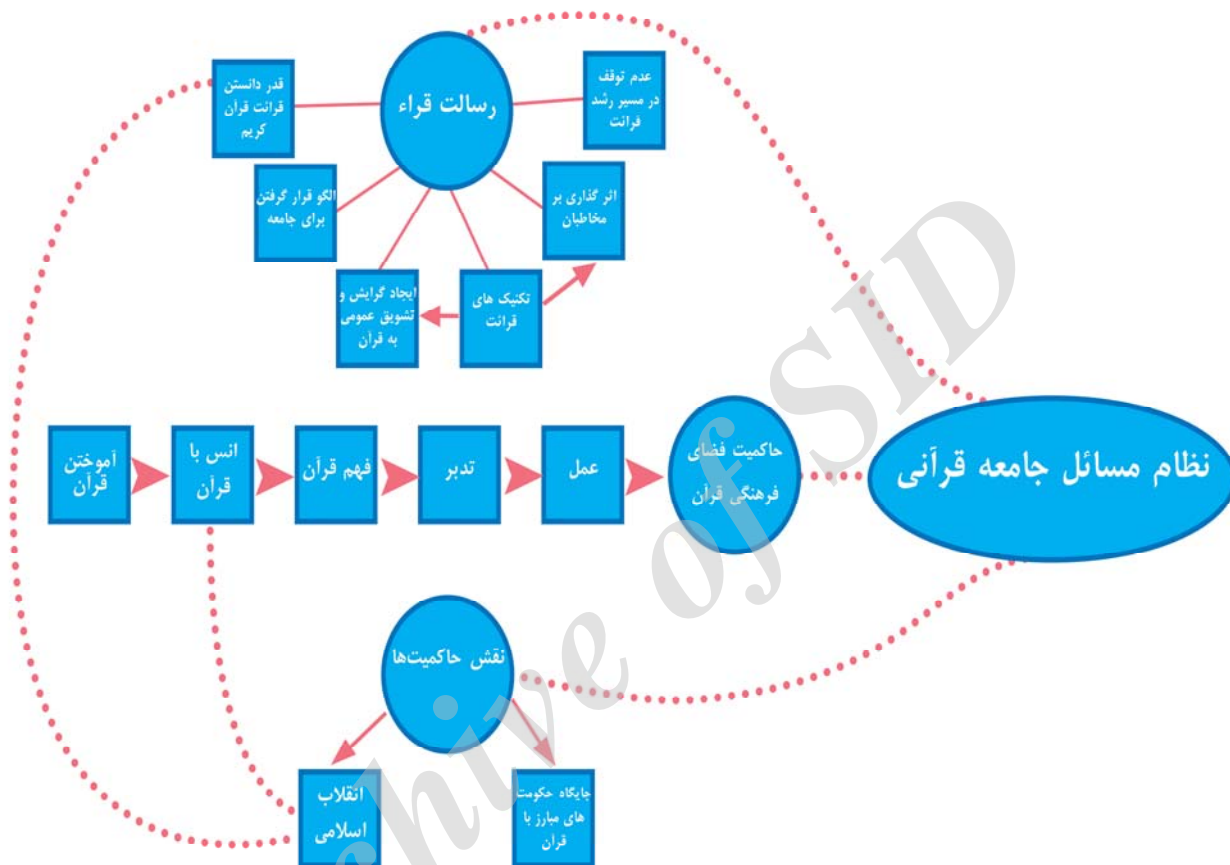 رسالت قراء
قدر دانستن
قرائت قرآن
کریم
عدم توقف
در مسیر رشد
قرائت
الگو قرار گرفتن
برای جامعه
اثر گذاری بر
مخاطبان
ایجاد گرایش و
تشویق عمومی
به قرآن
تکنیک های
قرائت
نظام مسائل جامعه قرآنی
حاکمیت فضای
فرهنگی قرآن
عمل
تدبر
فهم قرآن
انس با
قرآن
آموختن
قرآن
نقش حاکمیت‌ها
انقلاب
اسلامی
جایگاه حکومت
های مبارز با
قرآن
Archive of SID